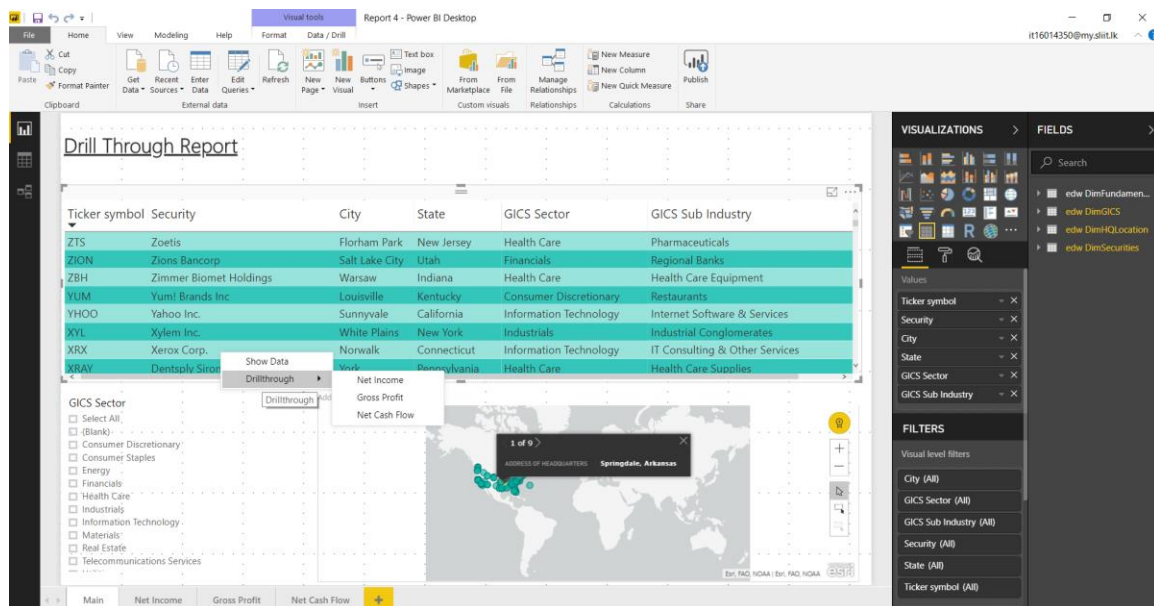 Visual tools
Report 4 - Power BI Desktop
File
Home
View
Modeling
Help
Format
Data / Drill
it16014350@my.sliit.lk
Paste
Cut
Copy
Format Painter
Clipboard
Get Data
Recent Sources
Enter Data
Edit Queries
Refresh
External data
New Page
New Visual
Buttons
Text box
Image
Shapes
Insert
From Marketplace
From File
Custom visuals
Manage Relationships
Relationships
New Measure
New Column
New Quick Measure
Calculations
Publish
Share
Drill Through Report
Ticker symbol Security City State GICS Sector GICS Sub Industry
ZTS Zoetis Florham Park New Jersey Health Care Pharmaceuticals
ZION Zions Bancorp Salt Lake City Utah Financials Regional Banks
ZBH Zimmer Biomet Holdings Warsaw Indiana Health Care Health Care Equipment
YUM Yum! Brands Inc Louisville Kentucky Consumer Discretionary Restaurants
YHOO Yahoo Inc. Sunnyvale California Information Technology Internet Software & Services
XYL Xylem Inc. White Plains New York Industrials Industrial Conglomerates
XRX Xerox Corp. Norwalk Connecticut Information Technology IT Consulting & Other Services
XRAY Dentsply Siron York Pennsylvania Health Care Health Care Supplies
Show Data
Drillthrough
Drillthrough
Net Income
Gross Profit
Net Cash Flow
GICS Sector
Select All
(Blank)
Consumer Discretionary
Consumer Staples
Energy
Financials
Health Care
Industrials
Information Technology
Materials
Real Estate
Telecommunications Services
1 of 9
ADDRESS OF HEADQUARTERS Springdale, Arkansas
Esri, FAO, NOAA | Esri, FAO, NOAA
esri
Main
Net Income
Gross Profit
Net Cash Flow
VISUALIZATIONS
Values
Ticker symbol
Security
City
State
GICS Sector
GICS Sub Industry
FILTERS
Visual level filters
City (All)
GICS Sector (All)
GICS Sub Industry (All)
Security (All)
State (All)
Ticker symbol (All)
FIELDS
Search
edw DimFundamen...
edw DimGICS
edw DimHQLocation
edw DimSecurities